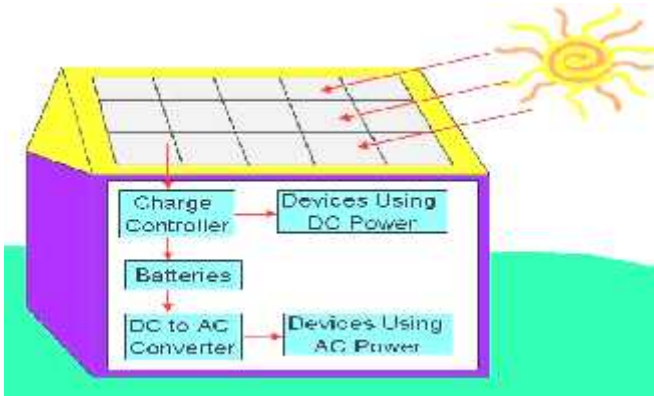 Charge
Controller
Devices Using
DC Power
Batteries
DC to AC
Converter
Devices Using
AC Power